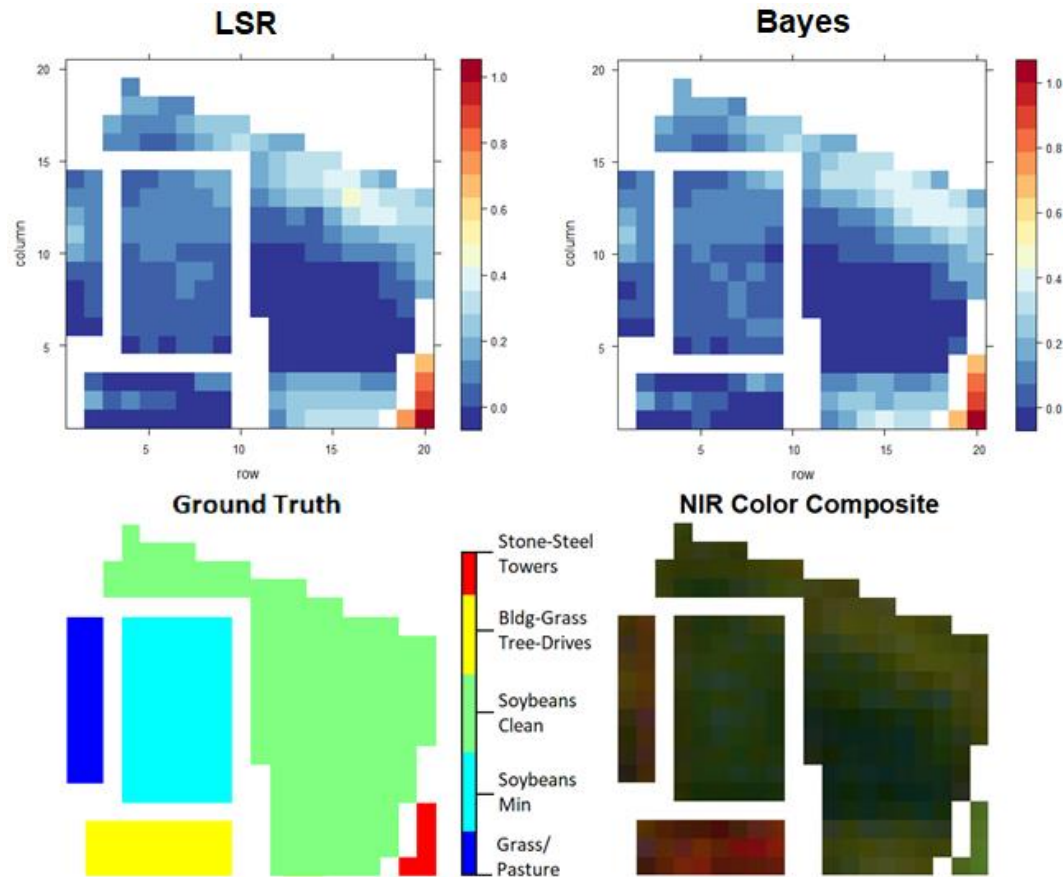 LSR
Bayes
20
15
10
5
column
5
10
15
20
row
1.0
0.8
0.6
0.4
0.2
0.0
20
15
10
5
column
5
10
15
20
row
1.0
0.8
0.6
0.4
0.2
0.0
Ground Truth
NIR Color Composite
Stone-Steel
Towers
Bldg-Grass
Tree-Drives
Soybeans
Clean
Soybeans
Min
Grass/
Pasture